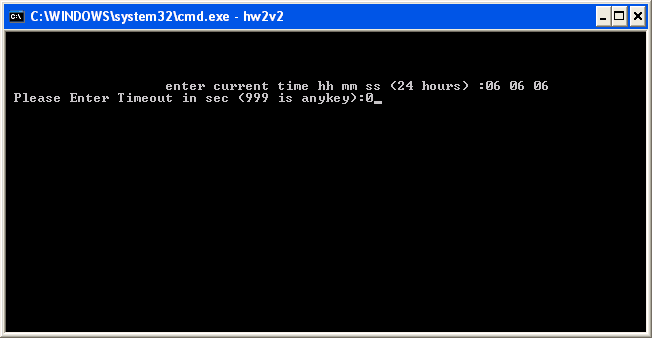 C:\WINDOWS\system32\cmd.exe - hw2v2
enter current time hh mm ss (24 hours) :06 06 06
Please Enter Timeout in sec (999 is anykey):0_